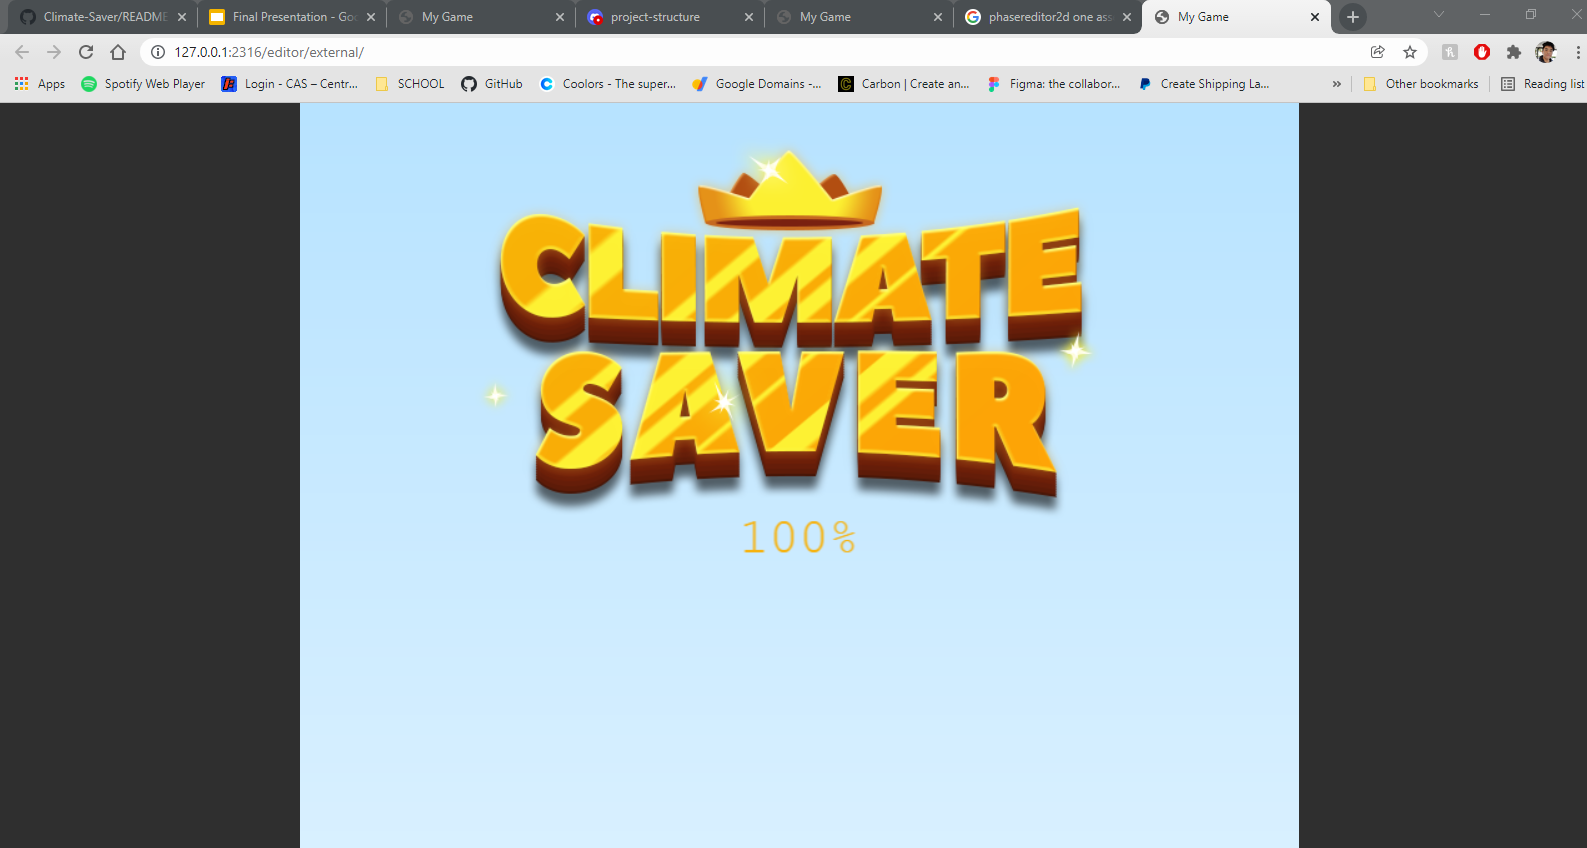 Climate-Saver/README
Final Presentation - Goo
My Game
project-structure
My Game
phasereditor2d one ass
My Game
127.0.0.1:2316/editor/external/
Apps
Spotify Web Player
Login - CAS – Centr...
SCHOOL
GitHub
Coolors - The super...
Google Domains -...
Carbon | Create an...
Figma: the collabor...
Create Shipping La...
»
Other bookmarks
Reading list
CLIMATE
SAVER
100%